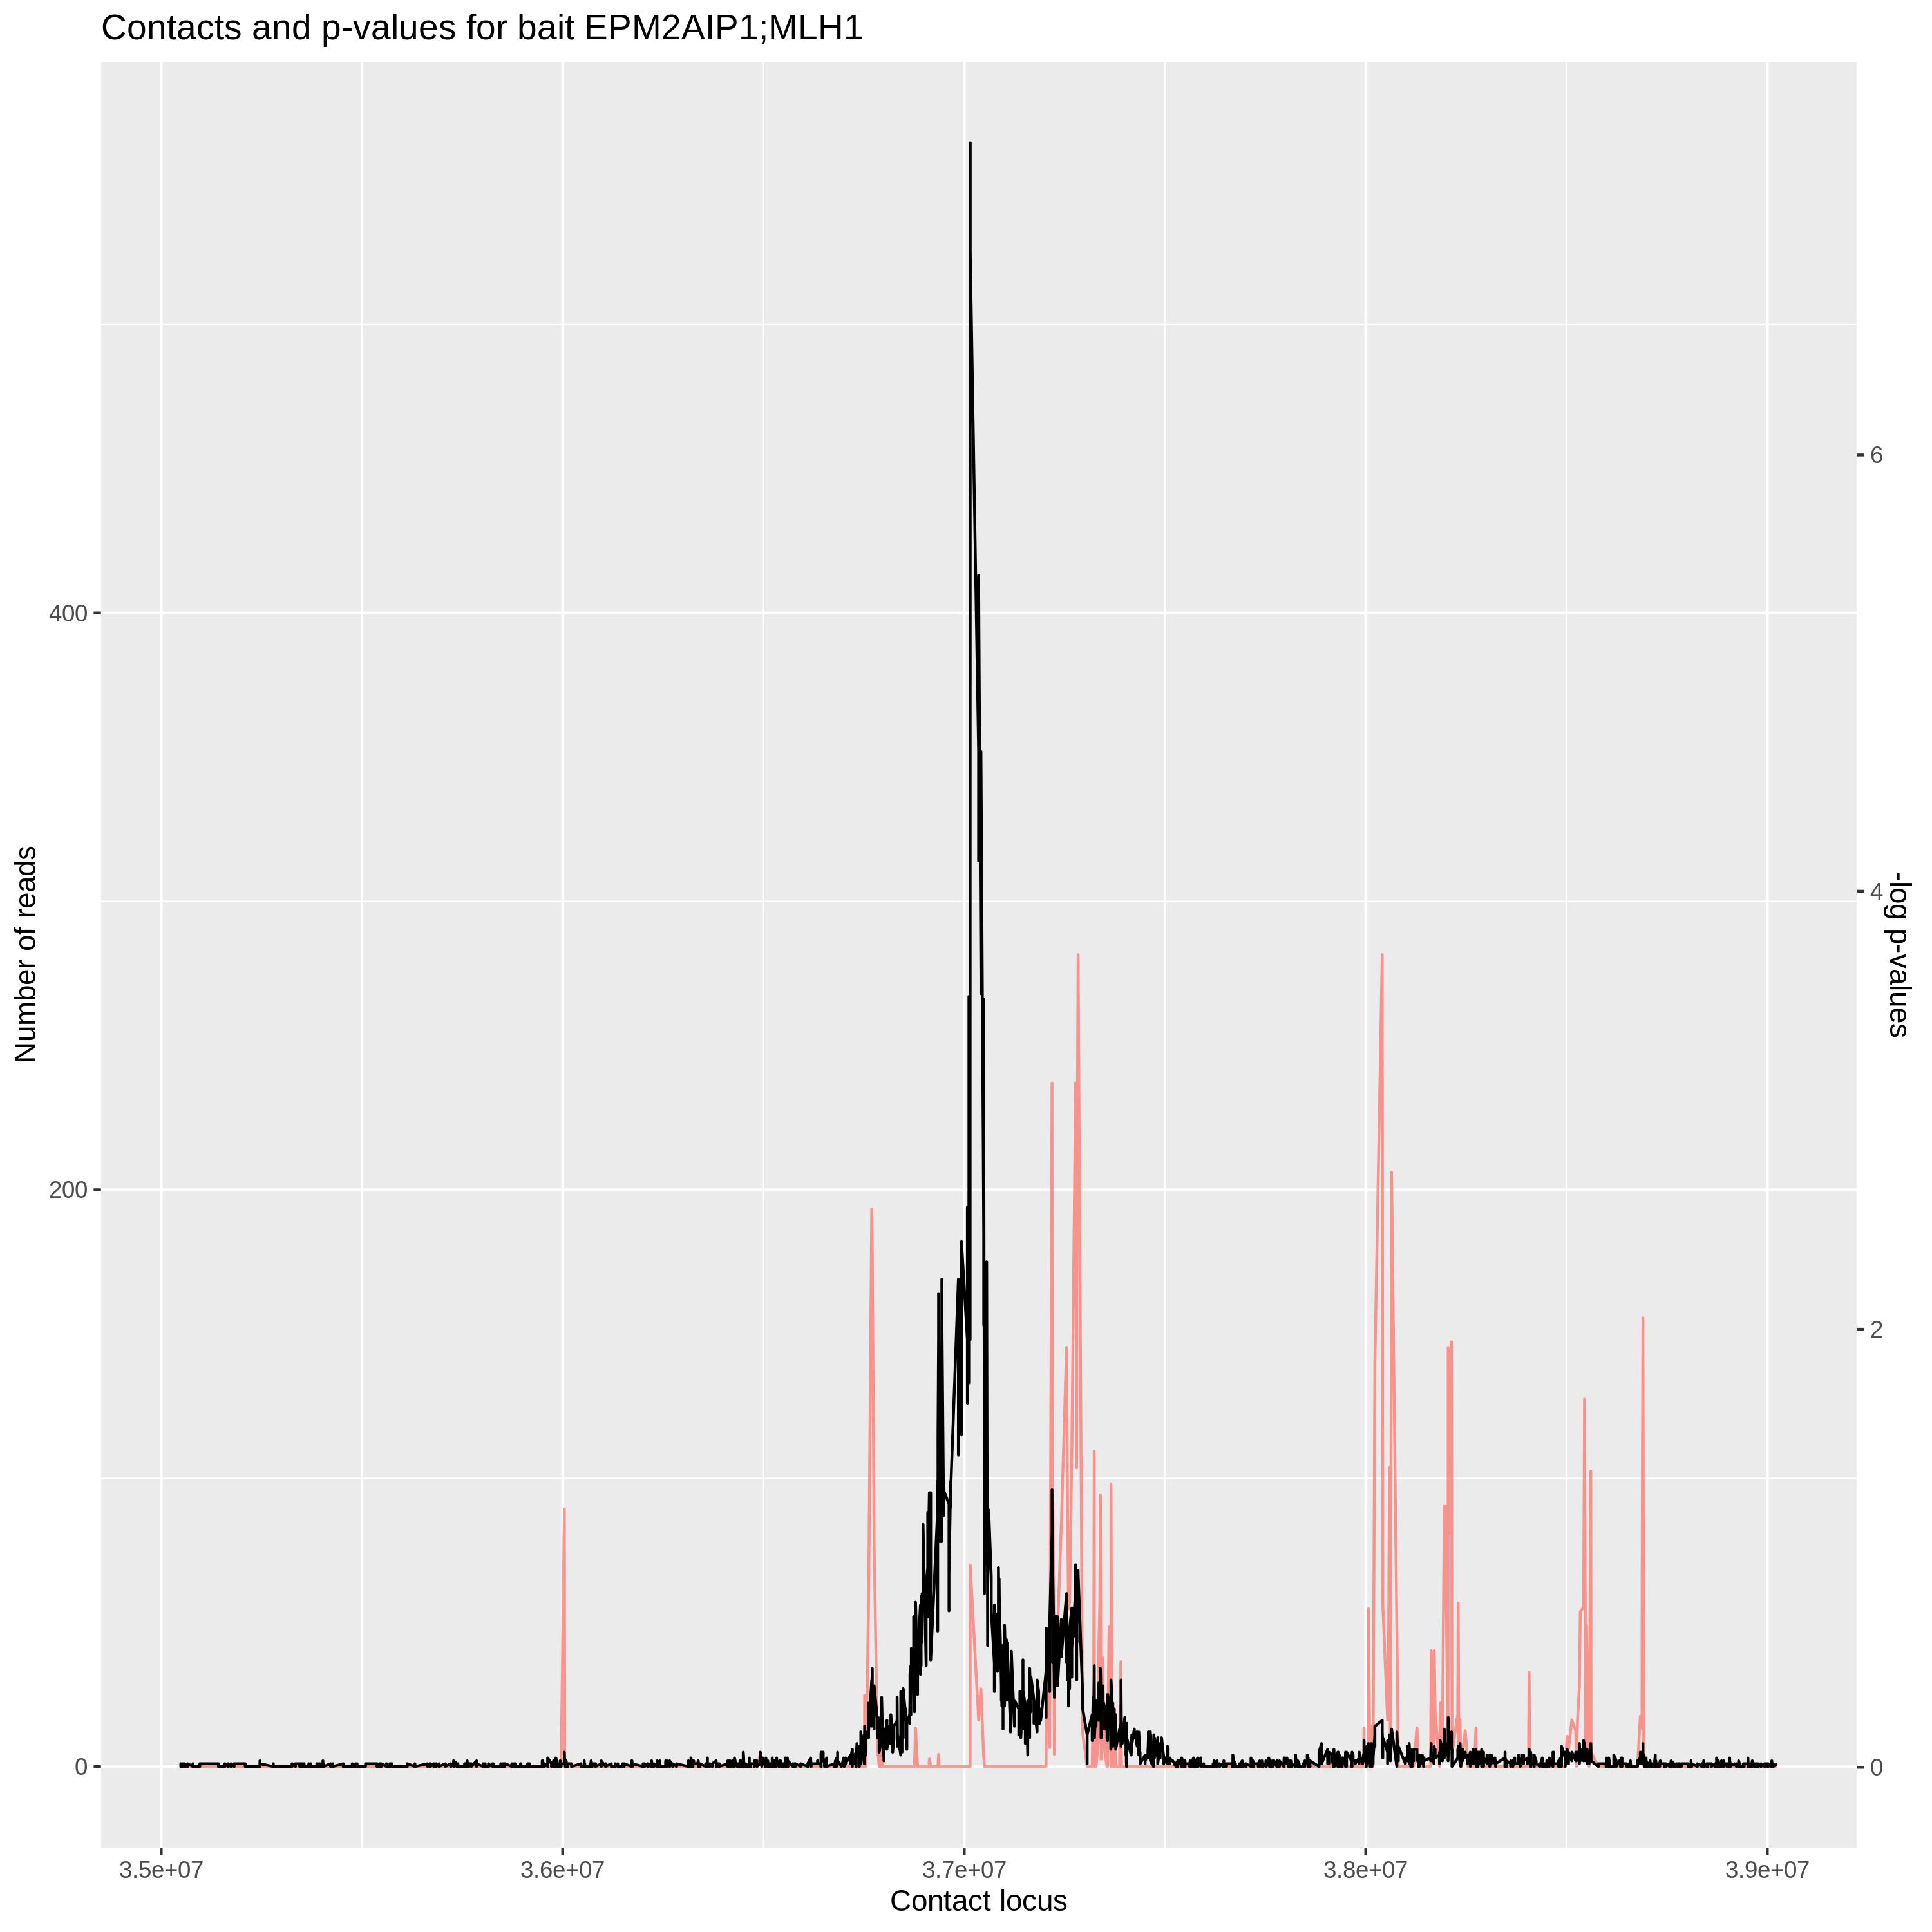 Contacts and p-values for bait EPM2AIP1;MLH1
Number of reads
400
200
0
6
4
2
0
-log p-values
3.5e+07 3.6e+07 3.7e+07 3.8e+07 3.9e+07
Contact locus